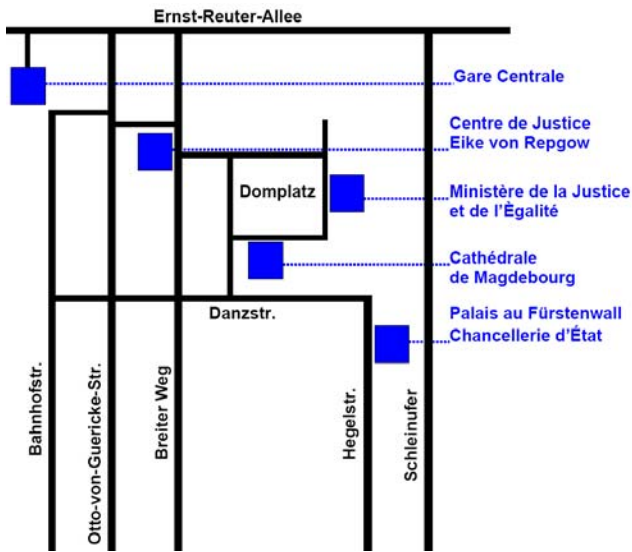 Ernst-Reuter-Allee
Gare Centrale
Centre de Justice
Eike von Repgow
Domplatz
Ministère de la Justice
et de l'Ègalité
Cathédrale
de Magdebourg
Danzstr.
Palais au Fürstenwall
Chancellerie d'État
Bahnhofstr.
Otto-von-Guericke-Str.
Breiter Weg
Hegelstr.
Schleinufer